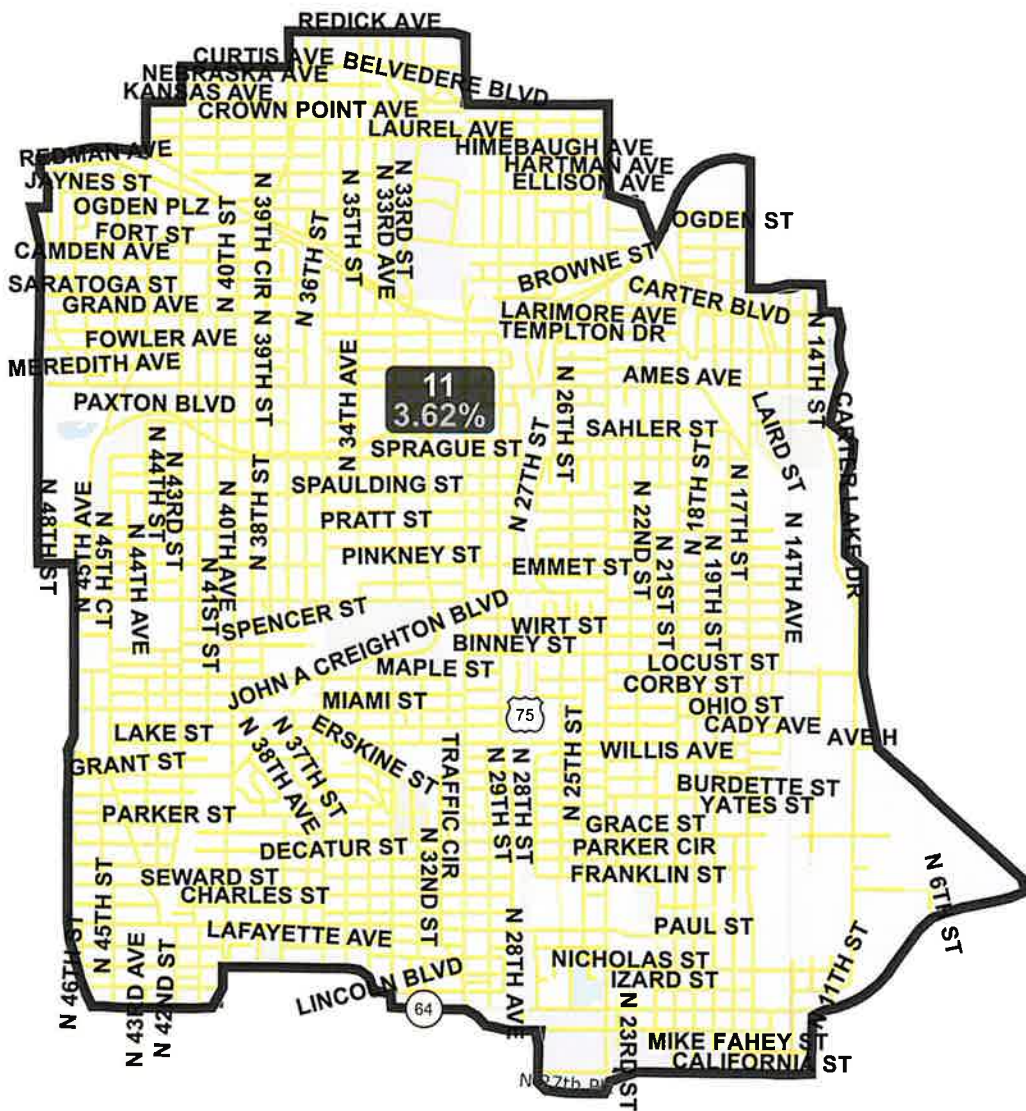 REDICK AVE
CURTIS AVE
BELVEDERE BLVD
NEBRASKA AVE
KANSAS AVE
CROWN POINT AVE
LAUREL AVE
REDMAN AVE
HIMEBAUGH AVE
HARTMAN AVE
JAYNES ST
ELLISON AVE
OGDEN PLZ
N 40TH ST
N 39TH CIR
N 36TH ST
N 35TH ST
N 33RD AVE
N 33RD ST
OGDEN ST
FORT ST
CAMDEN AVE
BROWNE ST
SARATOGA ST
CARTER BLVD
GRAND AVE
LARIMORE AVE
TEMPLTON DR
FOWLER AVE
N 39TH ST
N 14TH ST
MEREDITH AVE
N 34TH AVE
11
3.62%
N 26TH ST
AMES AVE
PAXTON BLVD
LAIRD ST
CARTER LAKE DR
SAHLER ST
SPRAGUE ST
N 27TH ST
N 44TH ST
N 43RD ST
N 38TH ST
SPAULDING ST
N 18TH ST
N 17TH ST
N 48TH ST
N 45TH AVE
N 45TH CT
N 44TH AVE
N 40TH AVE
N 41ST ST
PRATT ST
N 22ND ST
N 21ST ST
N 19TH ST
N 14TH AVE
PINKNEY ST
EMMET ST
SPENCER ST
JOHN A CREIGHTON BLVD
WIRT ST
BINNEY ST
MAPLE ST
LOCUST ST
CORBY ST
MIAMI ST
OHIO ST
75
CADY AVE
LAKE ST
N 38TH AVE
N 37TH ST
ERSKINE ST
TRAFFIC CIR
N 29TH ST
N 28TH ST
N 25TH ST
WILLIS AVE
AVE H
GRANT ST
BURDETTE ST
YATES ST
PARKER ST
GRACE ST
DECATUR ST
PARKER CIR
N 32ND ST
SEWARD ST
FRANKLIN ST
CHARLES ST
N 6TH ST
N 45TH ST
LAFAYETTE AVE
PAUL ST
N 46TH ST
N 43RD AVE
N 42ND ST
N 28TH AVE
NICHOLAS ST
N 11TH ST
LINCOLN BLVD
IZARD ST
64
N 23RD ST
MIKE FAHEY ST
CALIFORNIA ST
N 27th Plz